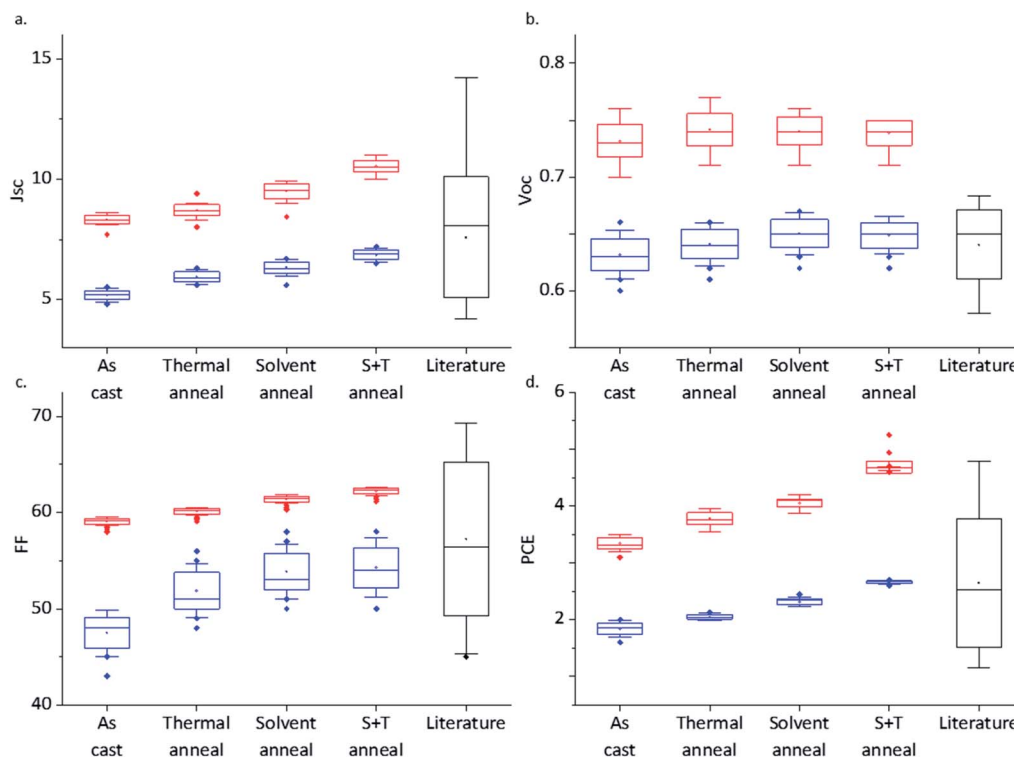 a.
15
10
5
Jsc
As Thermal Solvent S+T Literature
cast anneal anneal anneal
b.
0.8
0.7
0.6
Voc
As Thermal Solvent S+T Literature
cast anneal anneal anneal
c.
70
60
50
40
FF
As Thermal Solvent S+T Literature
cast anneal anneal anneal
d.
6
4
2
PCE
As Thermal Solvent S+T Literature
cast anneal anneal anneal